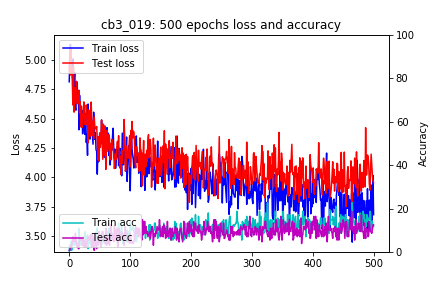 cb3_019: 500 epochs loss and accuracy
Train loss
Test loss
Train acc
Test acc
Loss
5.00
4.75
4.50
4.25
4.00
3.75
3.50
Accuracy
100
80
60
40
20
0
0 100 200 300 400 500